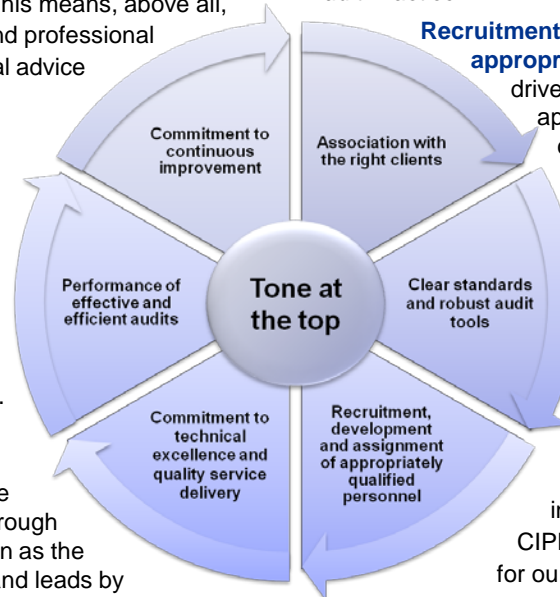 his means, above all,
nd professional
al advice
Recruitment
appropr
drive
ap
Commitment to
continuous
improvement
Association with
the right clients
Clear standards
and robust audit
tools
Recruitment,
development
and assignment
of appropriately
qualified
personnel
Commitment to
technical
excellence and
quality service
delivery
Performance of
effective and
efficient audits
Tone at
the top
e
rough
n as the
and leads by
in
CIPF
for ou